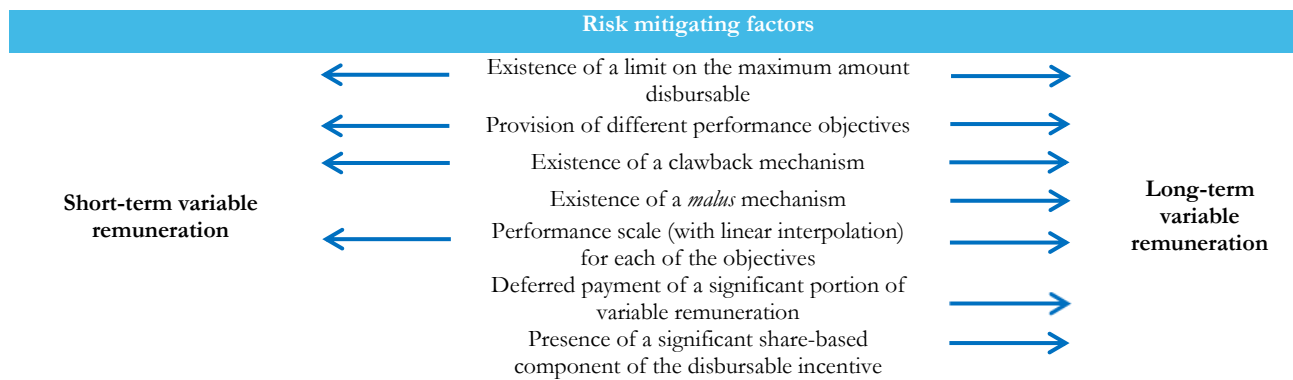 Risk mitigating factors
Existence of a limit on the maximum amount
disbursable
Provision of different performance objectives
Existence of a clawback mechanism
Existence of a malus mechanism
Short-term variable
remuneration
Performance scale (with linear interpolation)
for each of the objectives
Long-term
variable
remuneration
Deferred payment of a significant portion of
variable remuneration
Presence of a significant share-based
component of the disbursable incentive